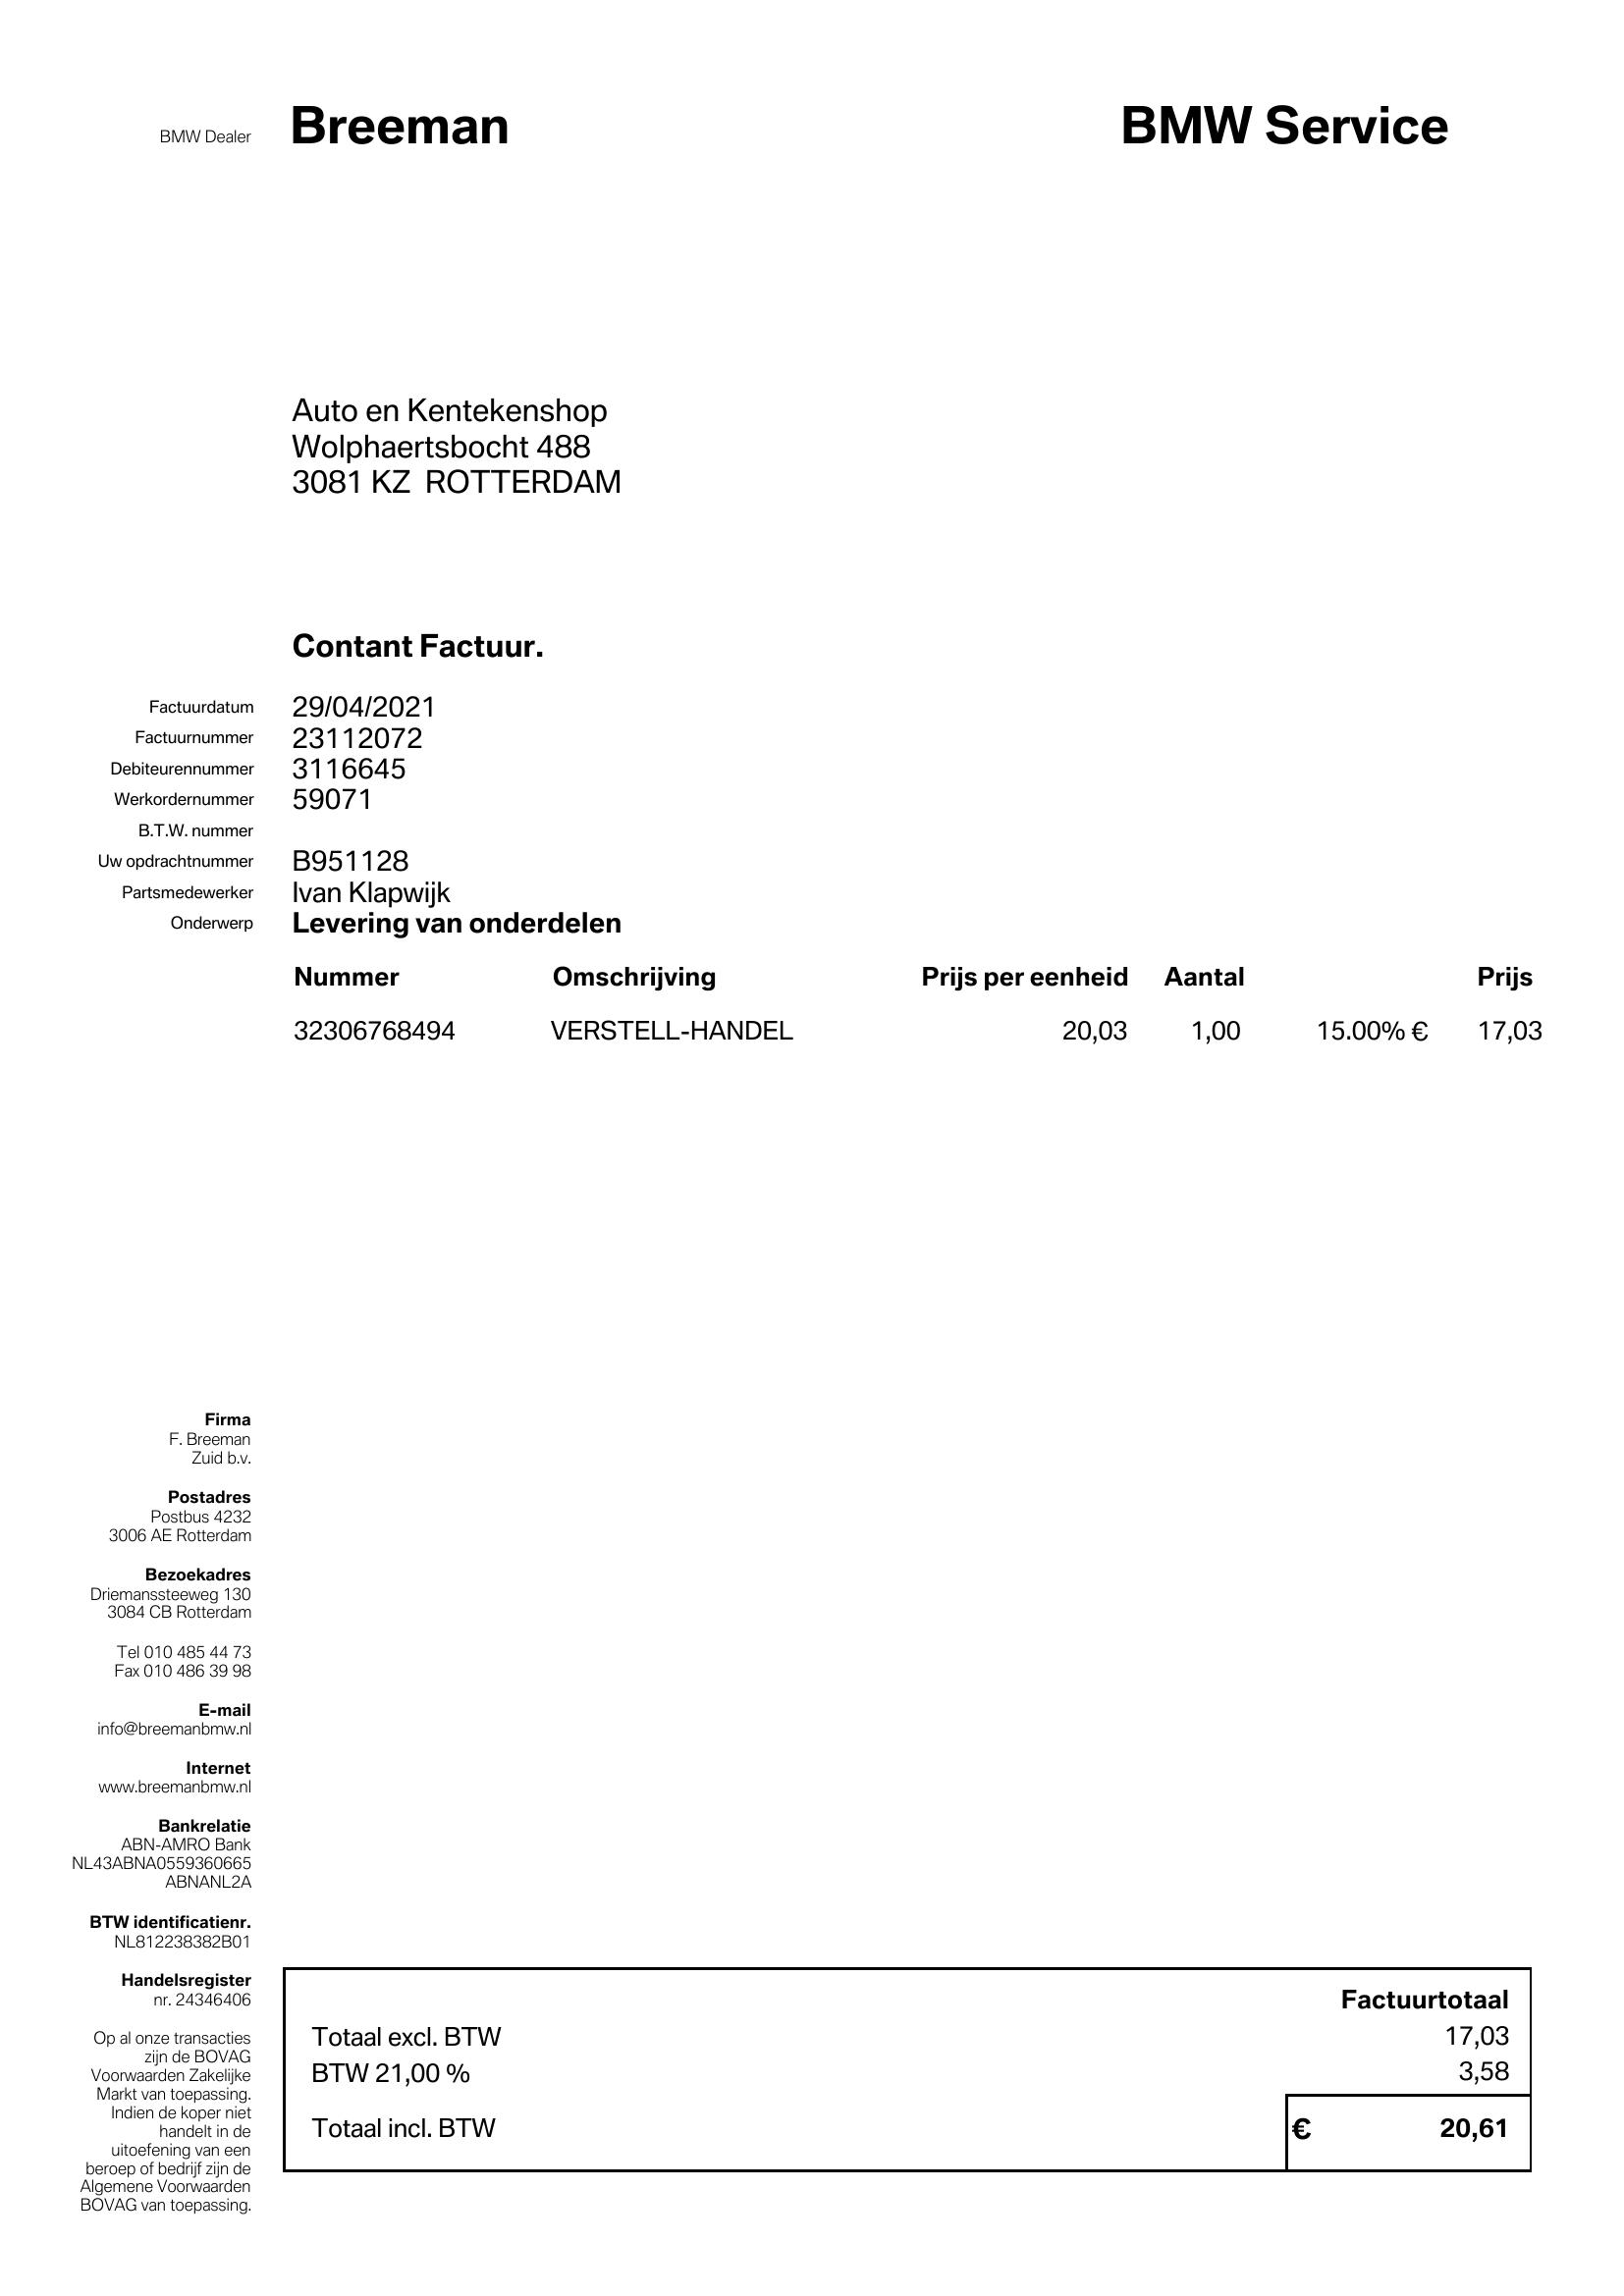 BMW Dealer Breeman BMW Service
Auto en Kentekenshop
Wolphaertsbocht 488
3081 KZ ROTTERDAM
Contant Factuur.
Factuurdatum 29/04/2021
Factuurnummer 23112072
Debiteurennummer 3116645
Werkordernummer 59071
B.T.W. nummer
Uw opdrachtnummer B951128
Partsmedewerker Ivan Klapwijk
Onderwerp Levering van onderdelen
Nummer Omschrijving Prijs per eenheid Aantal Prijs
32306768494 VERSTELL-HANDEL 20,03 1,00 15.00% € 17,03
Firma
F. Breeman
Zuid b.v.
Postadres
Postbus 4232
3006 AE Rotterdam
Bezoekadres
Driemanssteeweg 130
3084 CB Rotterdam
Tel 010 485 44 73
Fax 010 486 39 98
E-mail
info@breemanbmw.nl
Internet
www.breemanbmw.nl
Bankrelatie
ABN-AMRO Bank
NL43ABNA0559360665
ABNANL2A
BTW identificatienr.
NL812238382B01
Handelsregister
nr. 24346406
Op al onze transacties
zijn de BOVAG
Voorwaarden Zakelijke
Markt van toepassing.
Indien de koper niet
handelt in de
uitoefening van een
beroep of bedrijf zijn de
Algemene Voorwaarden
BOVAG van toepassing.
Factuurtotaal
Totaal excl. BTW 17,03
BTW 21,00 % 3,58
Totaal incl. BTW € 20,61